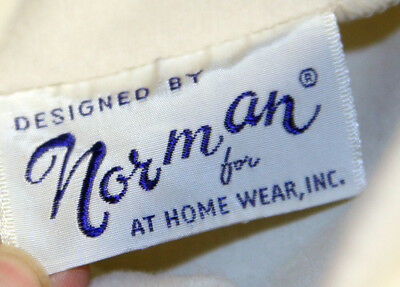 DESIGNED BY
Norman®
for
AT HOME WEAR, INC.